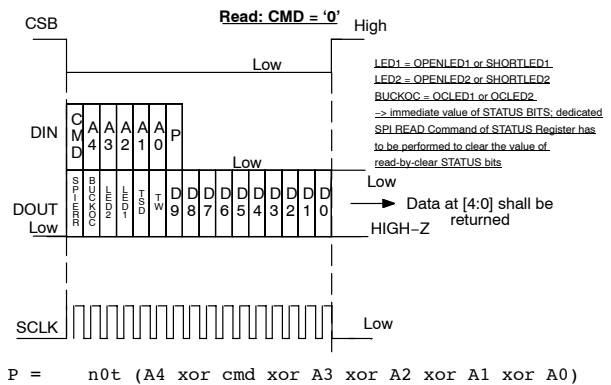 Read: CMD = '0'
CSB
High
Low
LED1 = OPENLED1 or SHORTLED1
LED2 = OPENLED2 or SHORTLED2
BUCKOC = OCLED1 or OCLED2
−> immediate value of STATUS BITS; dedicated
SPI READ Command of STATUS Register has
to be performed to clear the value of
read-by-clear STATUS bits
DIN
CMD A4 A3 A2 A1 A0 P
Low
DOUT
Low
SPIERR BUCKOC LED2 LED1 TSD TW D9 D8 D7 D6 D5 D4 D3 D2 D1 D0
Low
Data at [4:0] shall be
returned
HIGH−Z
SCLK
Low
P = n0t (A4 xor cmd xor A3 xor A2 xor A1 xor A0)